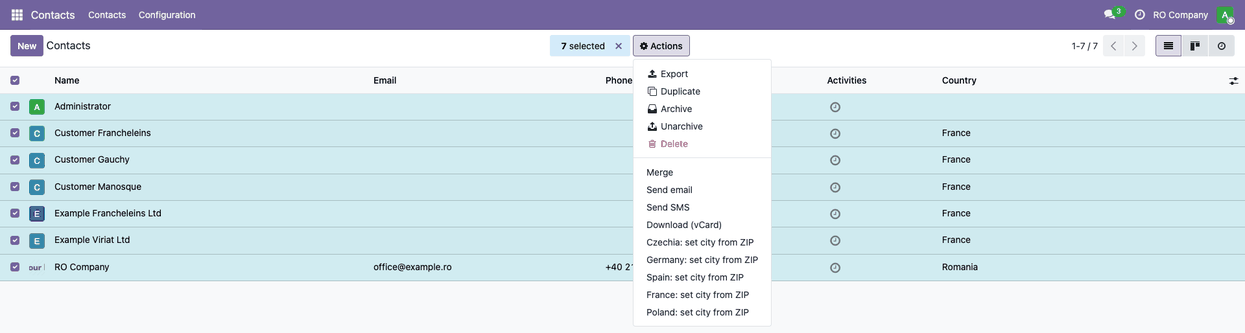 Contacts Contacts Configuration 3 RO Company A
New Contacts 7 selected × Actions 1-7 / 7
Name Email Phone Activities Country
A Administrator
C Customer Francheleins France
C Customer Gauchy France
C Customer Manosque France
E Example Francheleins Ltd France
E Example Viriat Ltd France
our RO Company office@example.ro +40 2 Romania
Export
Duplicate
Archive
Unarchive
Delete
Merge
Send email
Send SMS
Download (vCard)
Czechia: set city from ZIP
Germany: set city from ZIP
Spain: set city from ZIP
France: set city from ZIP
Poland: set city from ZIP